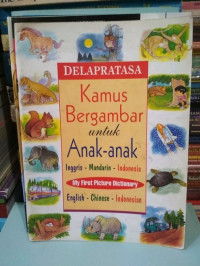 DELAPRATASA
Kamus
Bergambar
untuk
Anak-anak
Inggris - Mandarin - Indonesia
My First Picture Dictionary
English - Chinese - Indonesian